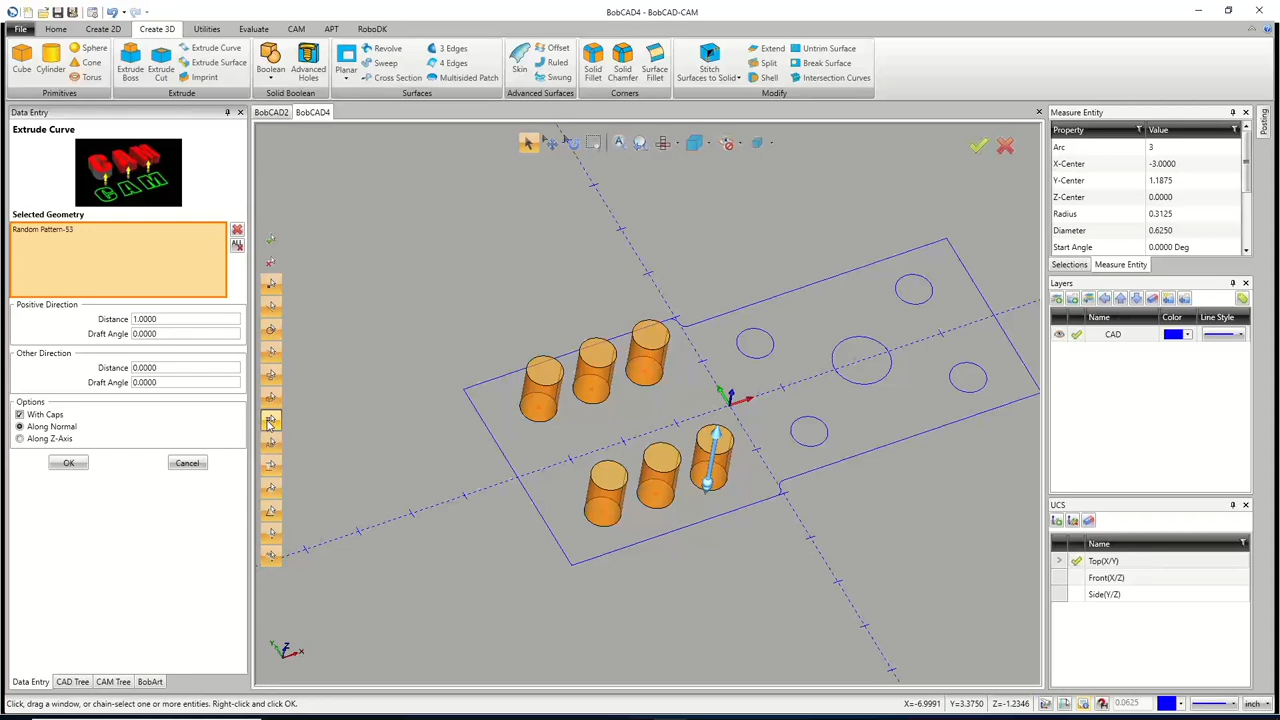 BobCAD4 - BobCAD-CAM
File Home Create 2D Create 3D Utilities Evaluate CAM APT RoboDK
Cube Cylinder Sphere Cone Torus
Primitives
Extrude Boss Extrude Cut Extrude Curve Extrude Surface Imprint
Extrude
Boolean Advanced Holes
Solid Boolean
Planar Revolve Sweep Cross Section 3 Edges 4 Edges Multisided Patch
Surfaces
Skin Offset Ruled Swung
Advanced Surfaces
Solid Fillet Solid Chamfer Surface Fillet
Corners
Stitch Surfaces to Solid Extend Split Shell Untrim Surface Break Surface Intersection Curves
Modify
Data Entry
BobCAD2 BobCAD4
Extrude Curve
CAM
CAM
Selected Geometry
Random Pattern-53
ALL
Positive Direction
Distance 1.0000
Draft Angle 0.0000
Other Direction
Distance 0.0000
Draft Angle 0.0000
Options
With Caps
Along Normal
Along Z-Axis
OK Cancel
Data Entry CAD Tree CAM Tree BobArt
Y Z X
Measure Entity
Posting
Property Value
Arc 3
X-Center -3.0000
Y-Center 1.1875
Z-Center 0.0000
Radius 0.3125
Diameter 0.6250
Start Angle 0.0000 Deg
Selections Measure Entity
Layers
Name Color Line Style
CAD
UCS
Name
Top(X/Y)
Front(X/Z)
Side(Y/Z)
Click, drag a window, or chain-select one or more entities. Right-click and click OK.
X=-6.9991 Y=3.3750 Z=-1.2346 0.0625 inch